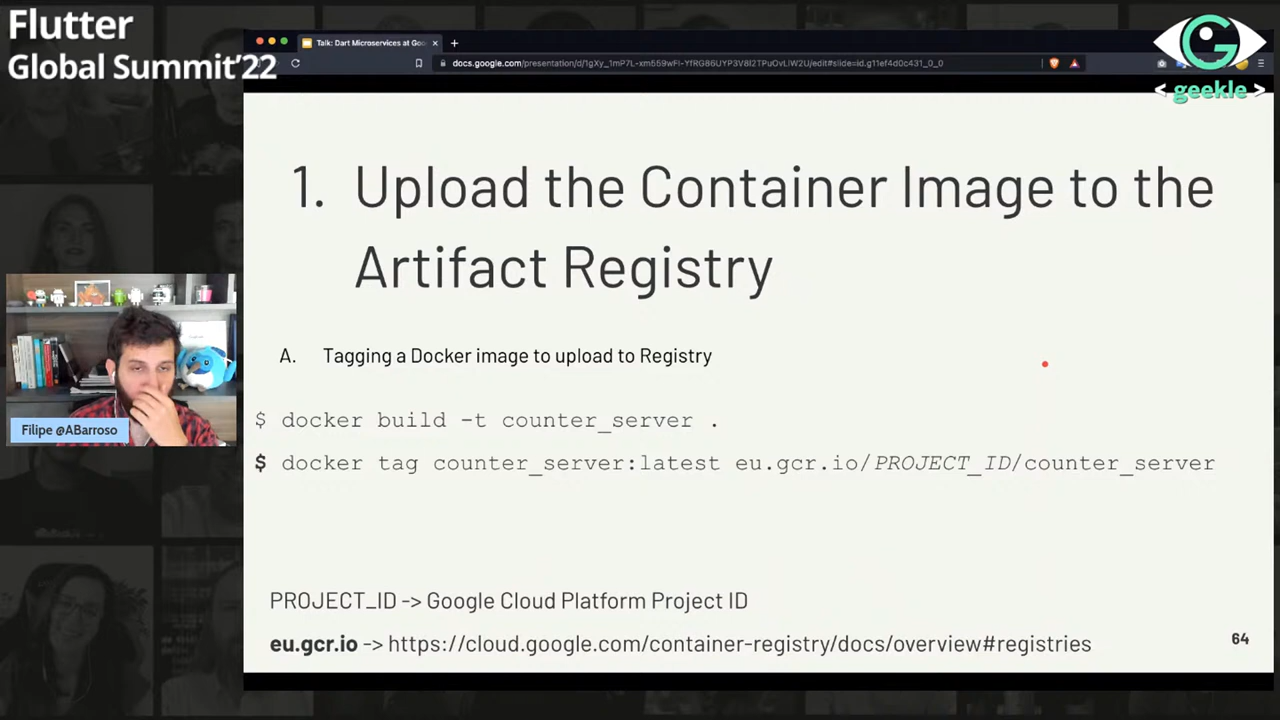 Flutter
Global Summit'22
Talk: Dart Microservices at Goo
docs.google.com/presentation/d/1gXy_1mP7L-xm559wFl-YfRG86UYP3V8I2TPuOvLlW2U/edit#slide=id.g11ef4d0c431_0_0
< geekle >
1. Upload the Container Image to the
Artifact Registry
A. Tagging a Docker image to upload to Registry
$ docker build -t counter_server .
$ docker tag counter_server:latest eu.gcr.io/PROJECT_ID/counter_server
Filipe @ABarroso
PROJECT_ID -> Google Cloud Platform Project ID
eu.gcr.io -> https://cloud.google.com/container-registry/docs/overview#registries
64